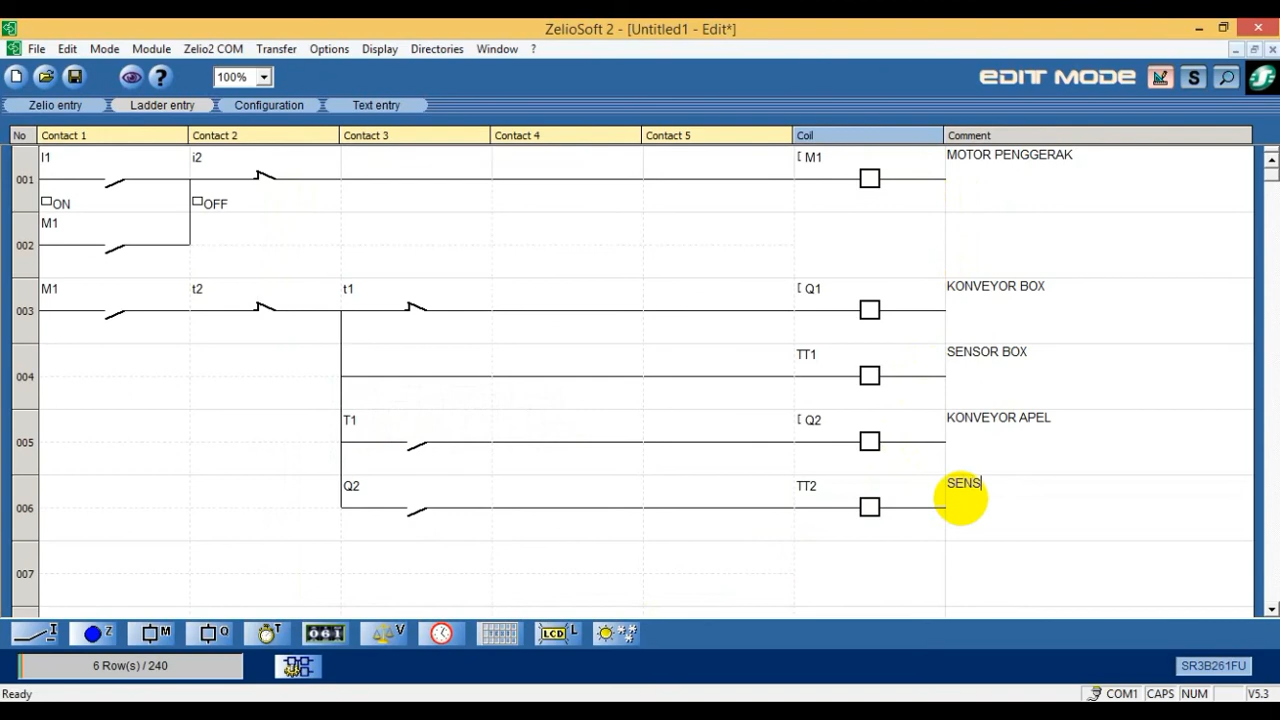 ZelioSoft 2 - [Untitled1 - Edit*]
File Edit Mode Module Zelio2 COM Transfer Options Display Directories Window ?
100% EDIT MODE S
Zelio entry Ladder entry Configuration Text entry
No Contact 1 Contact 2 Contact 3 Contact 4 Contact 5 Coil Comment
I1 i2 [ M1 MOTOR PENGGERAK
001
ON OFF
M1
002
M1 t2 t1 [ Q1 KONVEYOR BOX
003
TT1 SENSOR BOX
004
T1 [ Q2 KONVEYOR APEL
005
Q2 TT2 SENS
006
007
I Z M Q T V L
6 Row(s) / 240 SR3B261FU
Ready COM1 CAPS NUM V5.3